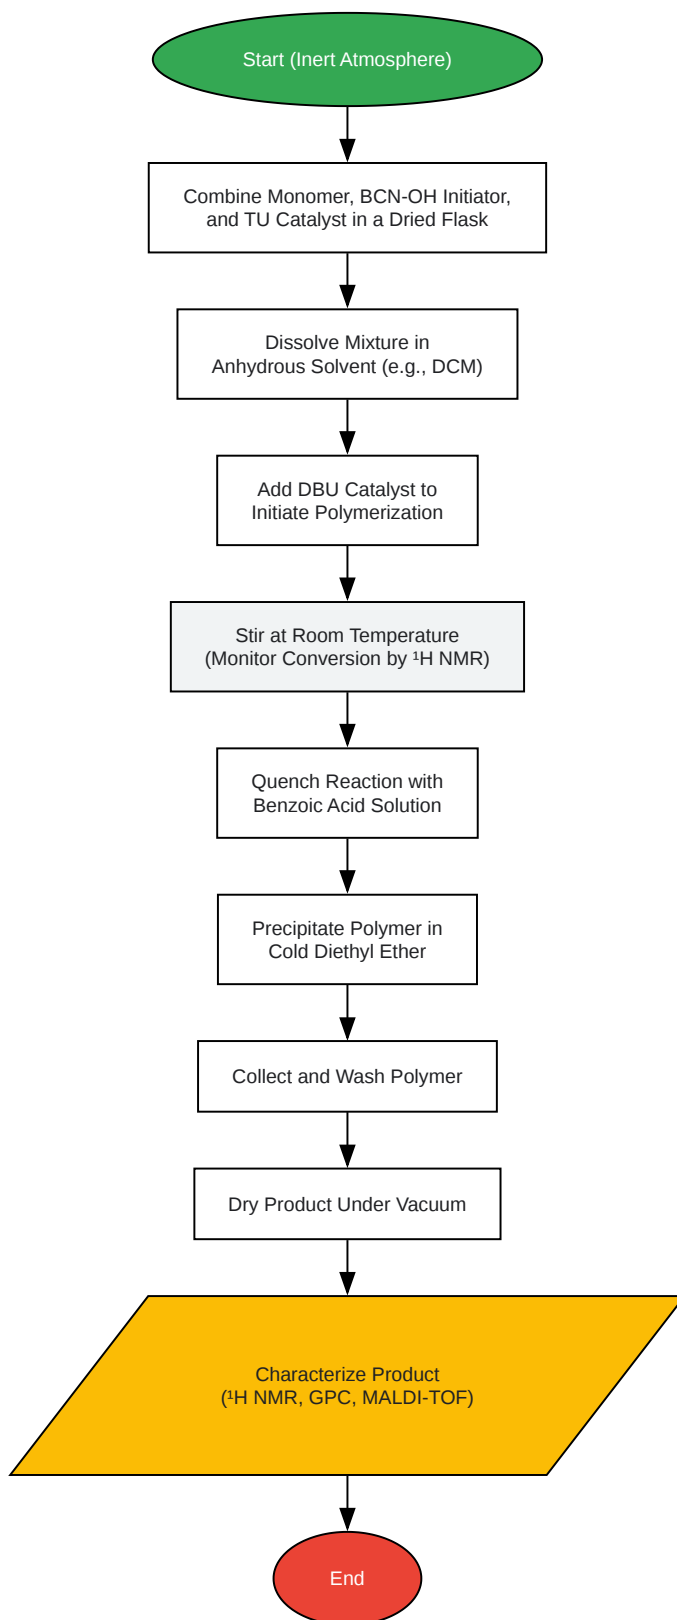 Start (Inert Atmosphere)
Combine Monomer, BCN-OH Initiator,
and TU Catalyst in a Dried Flask
Dissolve Mixture in
Anhydrous Solvent (e.g., DCM)
Add DBU Catalyst to
Initiate Polymerization
Stir at Room Temperature
(Monitor Conversion by ¹H NMR)
Quench Reaction with
Benzoic Acid Solution
Precipitate Polymer in
Cold Diethyl Ether
Collect and Wash Polymer
Dry Product Under Vacuum
Characterize Product
(¹H NMR, GPC, MALDI-TOF)
End